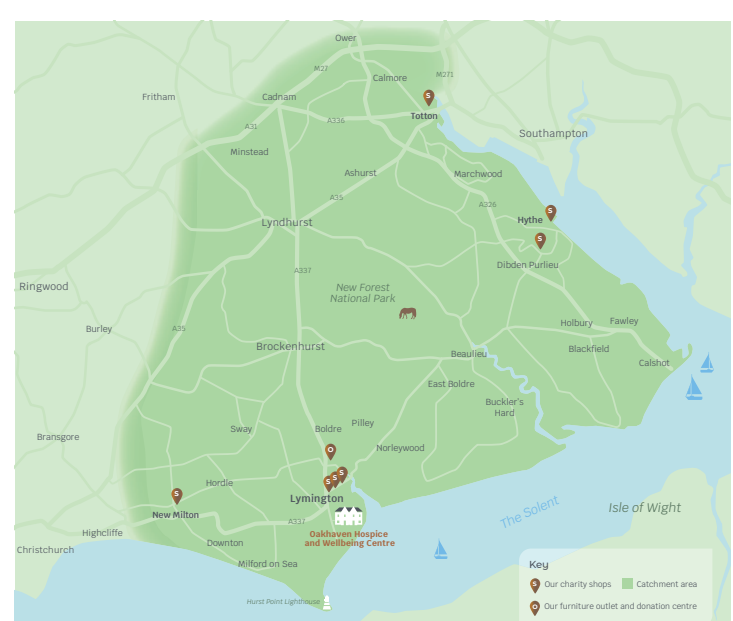 Ower
M27
M271
Calmore
Fritham
Cadnam
S
Totton
A31
A336
Southampton
Minstead
Ashurst
Marchwood
A35
A326
S
Hythe
Lyndhurst
S
Dibden Purlieu
A337
Ringwood
New Forest
National Park
Burley
A35
Holbury
Fawley
Brockenhurst
Beaulieu
Blackfield
Calshot
East Boldre
Buckler's
Hard
Sway
Boldre
Pilley
Bransgore
O
Norleywood
S
S
S
Hordle
S
Lymington
New Milton
The Solent
Isle of Wight
A337
Highcliffe
Oakhaven Hospice
and Wellbeing Centre
Downton
Christchurch
Milford on Sea
Hurst Point Lighthouse
Key
S Our charity shops
Catchment area
O Our furniture outlet and donation centre